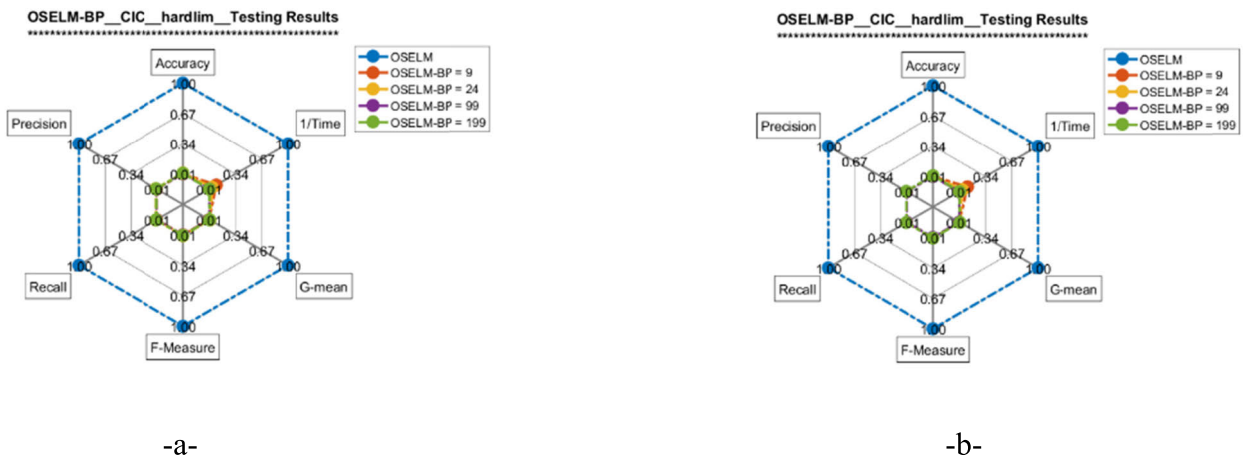 OSELM-BP__CIC__hardlim__Testing Results
******************************************************
OSELM
OSELM-BP = 9
OSELM-BP = 24
OSELM-BP = 99
OSELM-BP = 199
Accuracy
1.00
0.67
0.34
0.01
Precision
1.00
0.67
0.34
0.01
1/Time
1.00
0.67
0.34
0.01
Recall
1.00
0.67
0.34
0.01
G-mean
1.00
0.67
0.34
0.01
0.01
0.34
0.67
1.00
F-Measure
-a-
OSELM-BP__CIC__hardlim__Testing Results
******************************************************
OSELM
OSELM-BP = 9
OSELM-BP = 24
OSELM-BP = 99
OSELM-BP = 199
Accuracy
1.00
0.67
0.34
0.01
Precision
1.00
0.67
0.34
0.01
1/Time
1.00
0.67
0.34
0.01
Recall
1.00
0.67
0.34
0.01
G-mean
1.00
0.67
0.34
0.01
0.01
0.34
0.67
1.00
F-Measure
-b-